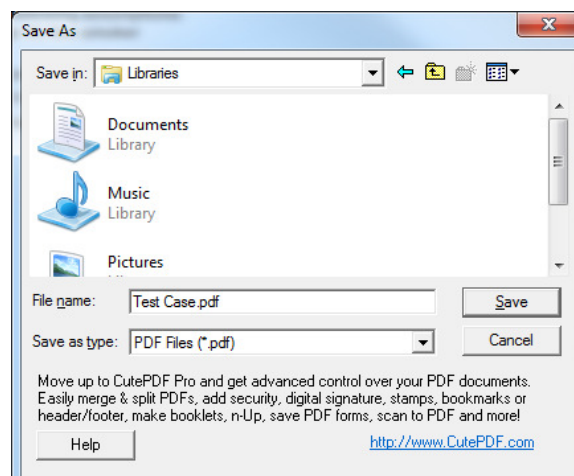 Save As
Save in: Libraries
Documents
Library
Music
Library
Pictures
File name: Test Case.pdf Save
Save as type: PDF Files (*.pdf) Cancel
Move up to CutePDF Pro and get advanced control over your PDF documents.
Easily merge & split PDFs, add security, digital signature, stamps, bookmarks or
header/footer, make booklets, n-Up, save PDF forms, scan to PDF and more!
Help http://www.CutePDF.com